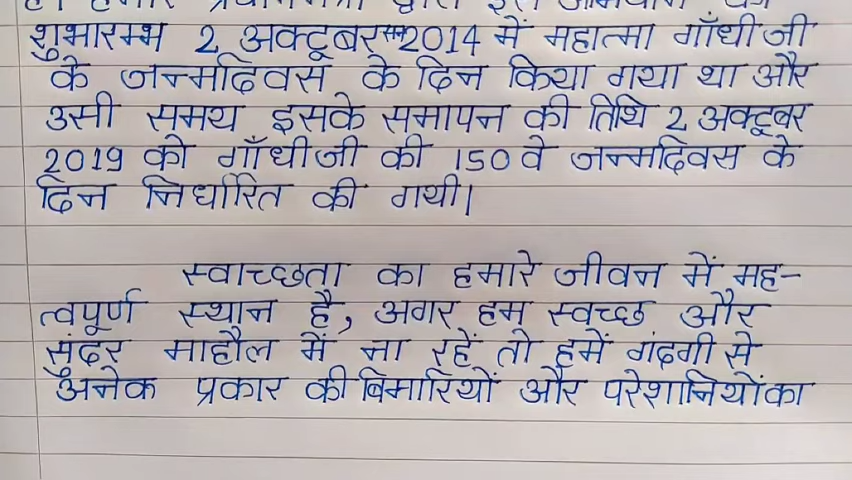 शुभारम्भ 2 अक्टूबर 2014 में महात्मा गाँधी जी
के जन्मदिवस के दिन किया गया था और
उसी समय इसके समापन की तिथि 2 अक्टूबर
2019 को गाँधीजी की 150 वे जन्मदिवस के
दिन निर्धारित की गयी।
स्वाच्छता का हमारे जीवन में मह-
त्वपूर्ण स्थान है, अगर हम स्वच्छ और
सुंदर माहौल में ना रहें तो हमें गंदगी से
अनेक प्रकार की बिमारियों और परेशानियों का